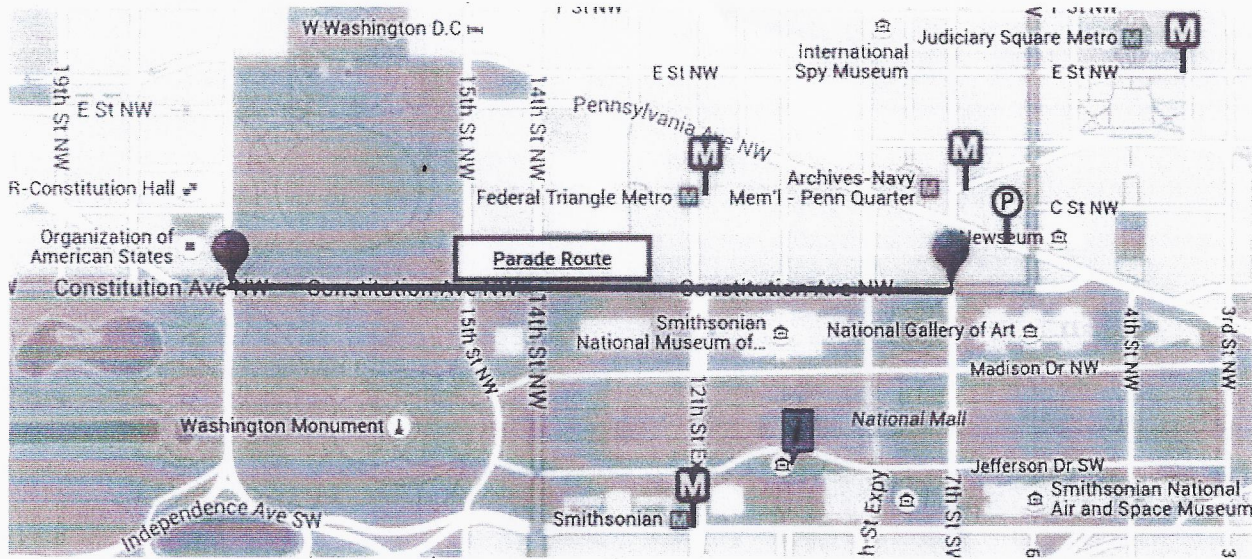 W Washington D.C
International
Spy Museum
Judiciary Square Metro M
M
E St NW
E St NW
19th St NW
E St NW
15th St NW
14th St NW
Pennsylvania Ave NW
M
M
R-Constitution Hall
Federal Triangle Metro M
Archives-Navy
Mem'l - Penn Quarter M
P
C St NW
Organization of
American States
Parade Route
Newseum
Constitution Ave NW
Constitution Ave NW
Constitution Ave NW
15th St NW
14th St NW
Smithsonian
National Museum of...
National Gallery of Art
4th St NW
3rd St NW
Madison Dr NW
12th St Ex
Washington Monument
National Mall
Jefferson Dr SW
M
Independence Ave SW
Smithsonian M
h St Expy
7th St SW
Smithsonian National
Air and Space Museum